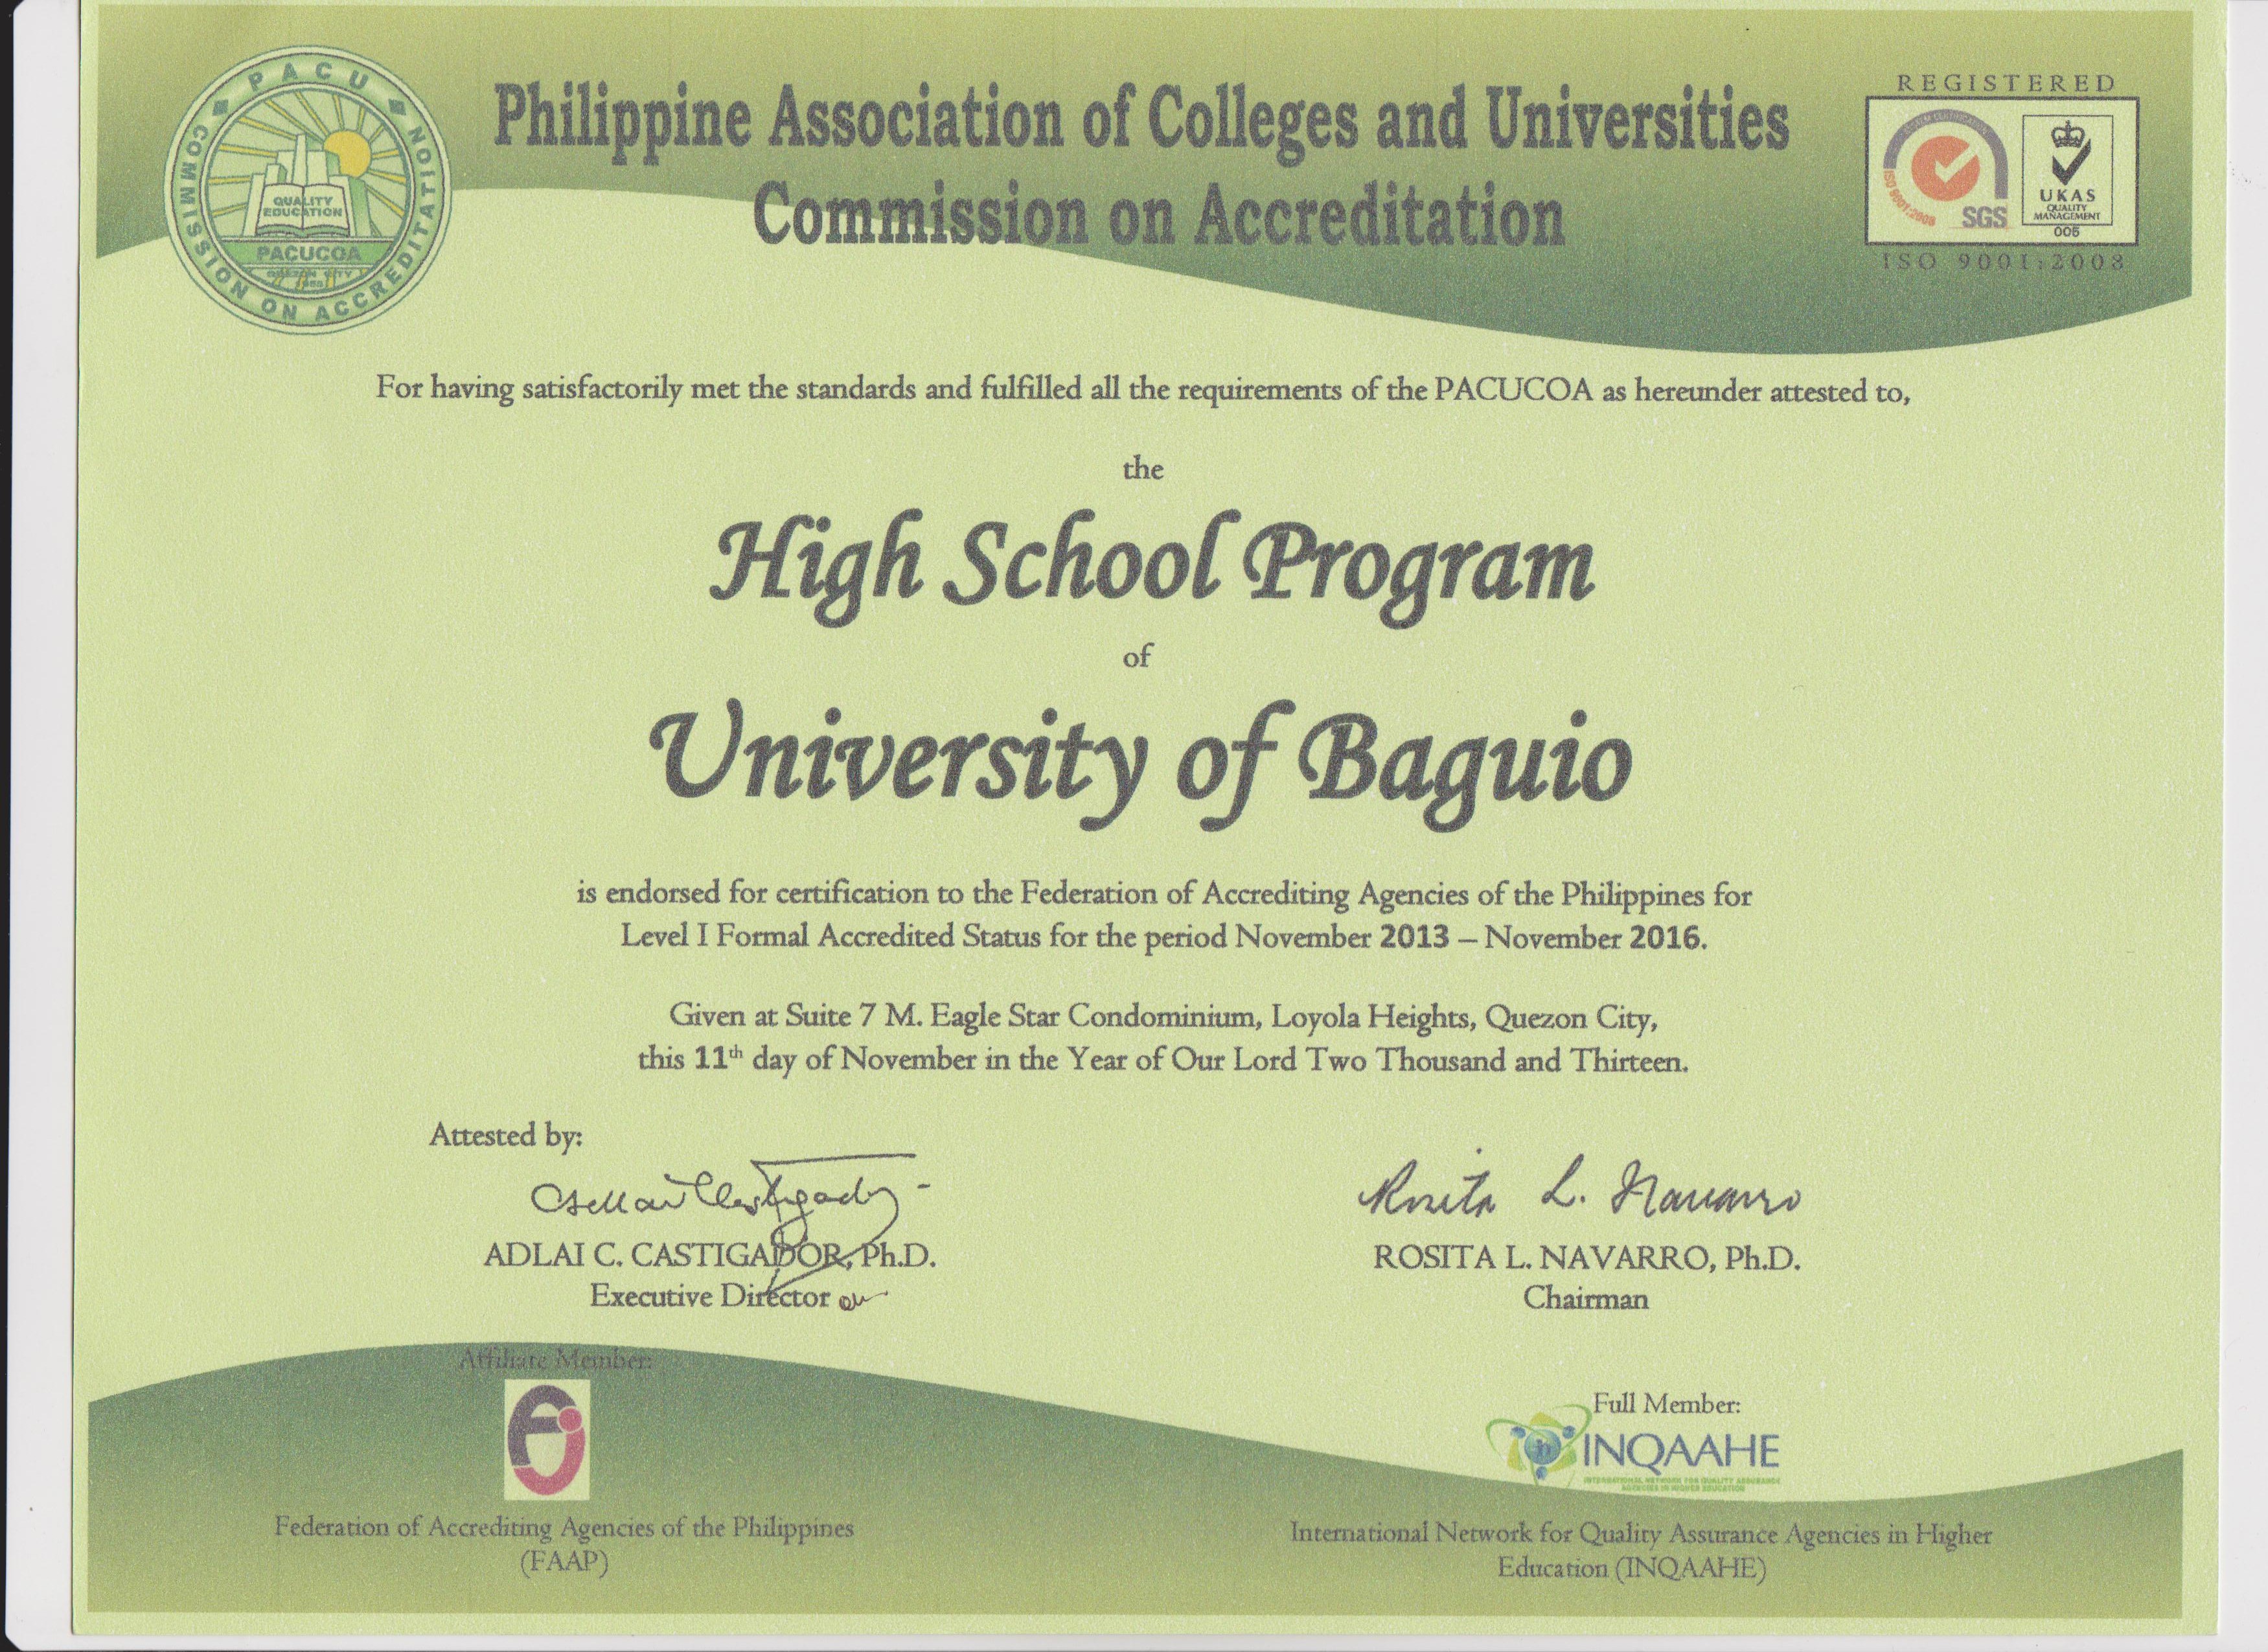 PACU
COMMISSION ON ACCREDITATION
QUALITY
EDUCATION
PACUCOA
QUEZON CITY
Philippine Association of Colleges and Universities
Commission on Accreditation
REGISTERED
SYSTEM CERTIFICATION
ISO 9001:2008
SGS
UKAS
QUALITY
MANAGEMENT
005
ISO 9001:2008
For having satisfactorily met the standards and fulfilled all the requirements of the PACUCOA as hereunder attested to,
the
High School Program
of
University of Baguio
is endorsed for certification to the Federation of Accrediting Agencies of the Philippines for
Level I Formal Accredited Status for the period November 2013 – November 2016.
Given at Suite 7 M. Eagle Star Condominium, Loyola Heights, Quezon City,
this 11th day of November in the Year of Our Lord Two Thousand and Thirteen.
Attested by:
Rosita L. Navarro
ADLAI C. CASTIGADOR, Ph.D.
Executive Director
ROSITA L. NAVARRO, Ph.D.
Chairman
Affiliate Member:
Federation of Accrediting Agencies of the Philippines
(FAAP)
Full Member:
INQAAHE
INTERNATIONAL NETWORK FOR QUALITY ASSURANCE
AGENCIES IN HIGHER EDUCATION
International Network for Quality Assurance Agencies in Higher
Education (INQAAHE)